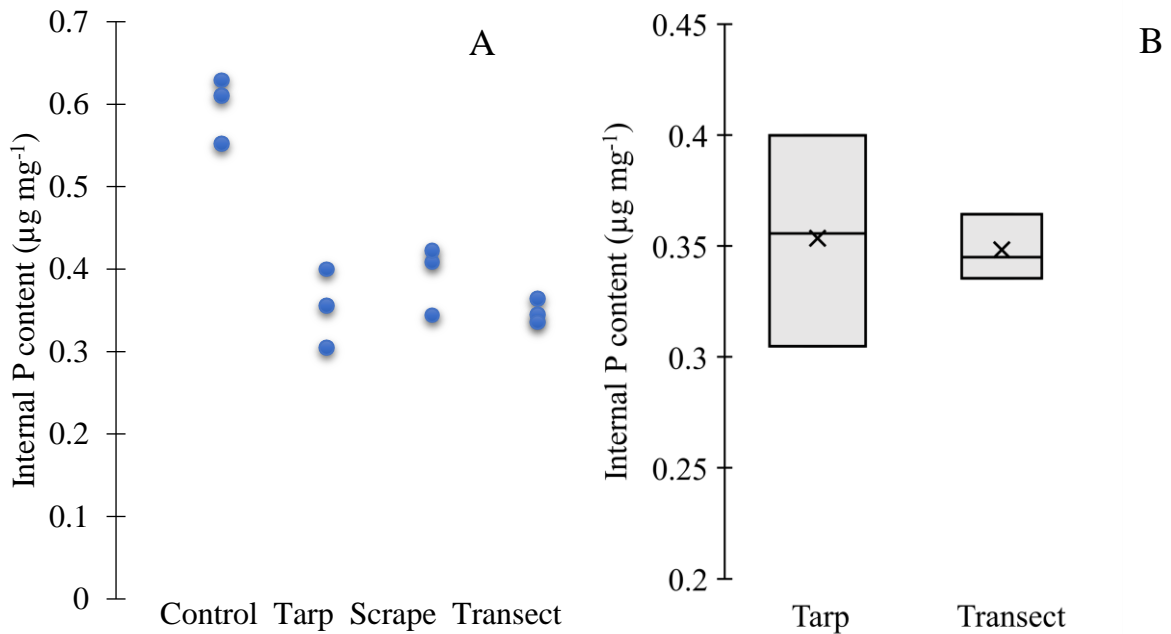 A
Internal P content (µg mg-1)
0.7
0.6
0.5
0.4
0.3
0.2
0.1
0
Control Tarp Scrape Transect
B
Internal P content (µg mg-1)
0.45
0.4
0.35
0.3
0.25
0.2
Tarp Transect